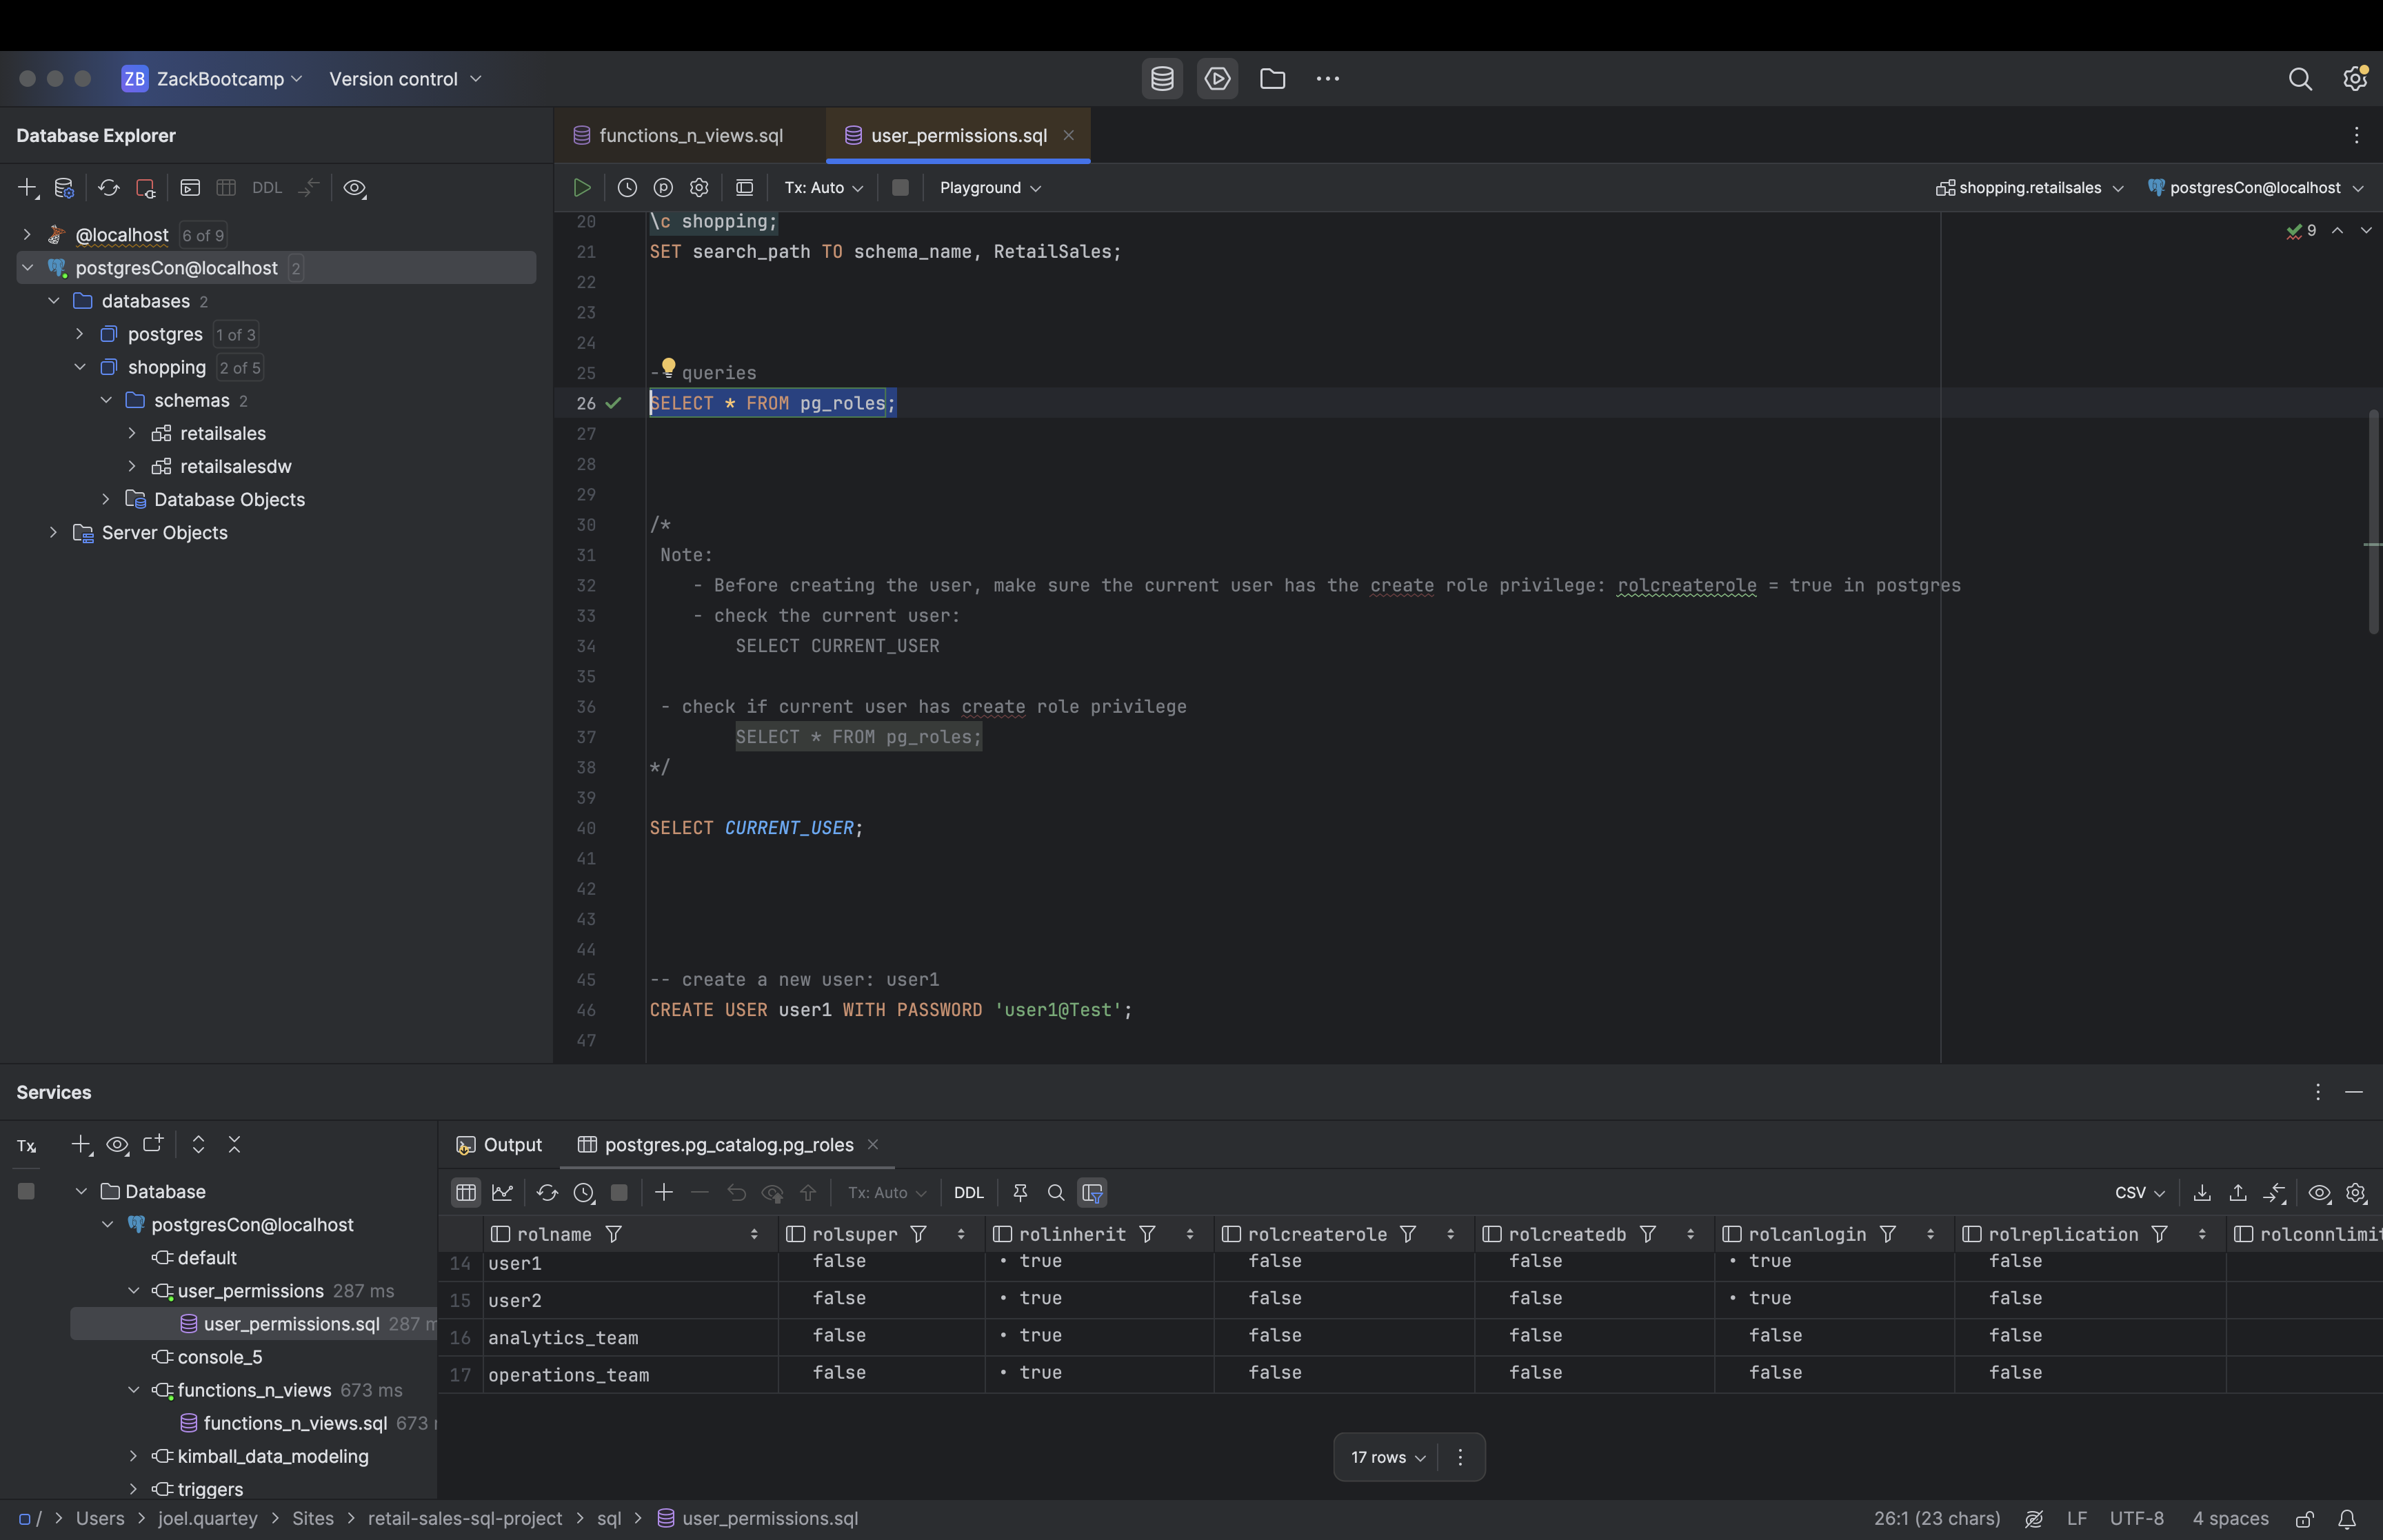 ZB ZackBootcamp Version control
Database Explorer
functions_n_views.sql user_permissions.sql
DDL
Tx: Auto Playground shopping.retailsales postgresCon@localhost
@localhost 6 of 9
postgresCon@localhost 2
databases 2
postgres 1 of 3
shopping 2 of 5
schemas 2
retailsales
retailsalesdw
Database Objects
Server Objects
9
20 \c shopping;
21 SET search_path TO schema_name, RetailSales;
22
23
24
25 -- queries
26 SELECT * FROM pg_roles;
27
28
29
30 /*
31 Note:
32 - Before creating the user, make sure the current user has the create role privilege: rolcreaterole = true in postgres
33 - check the current user:
34 SELECT CURRENT_USER
35
36 - check if current user has create role privilege
37 SELECT * FROM pg_roles;
38 */
39
40 SELECT CURRENT_USER;
41
42
43
44
45 -- create a new user: user1
46 CREATE USER user1 WITH PASSWORD 'user1@Test';
47
Services
Tx
Database
postgresCon@localhost
default
user_permissions 287 ms
user_permissions.sql 287 m
console_5
functions_n_views 673 ms
functions_n_views.sql 673
kimball_data_modeling
triggers
Output postgres.pg_catalog.pg_roles
Tx: Auto DDL CSV
rolname rolsuper rolinherit rolcreaterole rolcreatedb rolcanlogin rolreplication rolconnlimit
14 user1 false • true false false • true false
15 user2 false • true false false • true false
16 analytics_team false • true false false false false
17 operations_team false • true false false false false
17 rows
/ > Users > joel.quartey > Sites > retail-sales-sql-project > sql > user_permissions.sql
26:1 (23 chars) LF UTF-8 4 spaces